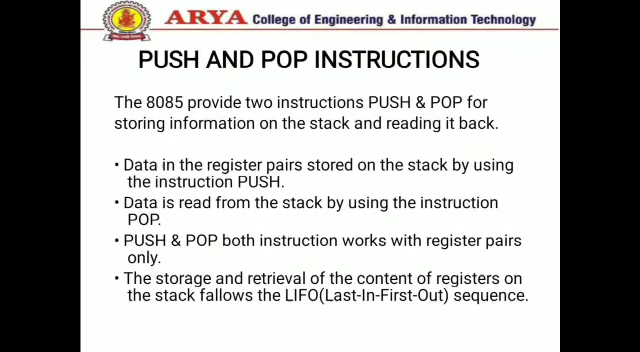 ARYA College of Engineering & Information Technology
PUSH AND POP INSTRUCTIONS
The 8085 provide two instructions PUSH & POP for
storing information on the stack and reading it back.
• Data in the register pairs stored on the stack by using
the instruction PUSH.
• Data is read from the stack by using the instruction
POP.
• PUSH & POP both instruction works with register pairs
only.
• The storage and retrieval of the content of registers on
the stack fallows the LIFO(Last-In-First-Out) sequence.